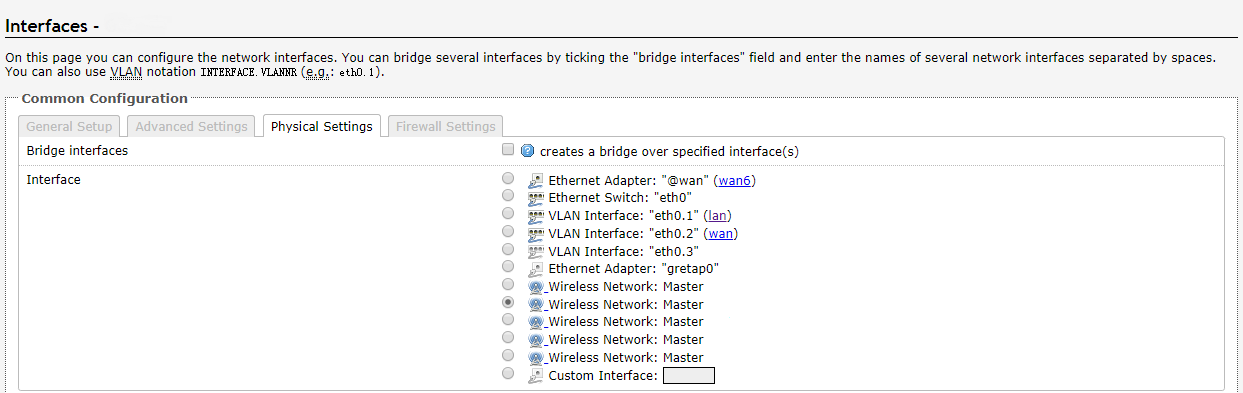 Interfaces -
On this page you can configure the network interfaces. You can bridge several interfaces by ticking the "bridge interfaces" field and enter the names of several network interfaces separated by spaces.
You can also use VLAN notation INTERFACE.VLANNR (e.g.: eth0.1).
Common Configuration
General Setup Advanced Settings Physical Settings Firewall Settings
Bridge interfaces creates a bridge over specified interface(s)
Interface Ethernet Adapter: "@wan" (wan6)
Ethernet Switch: "eth0"
VLAN Interface: "eth0.1" (lan)
VLAN Interface: "eth0.2" (wan)
VLAN Interface: "eth0.3"
Ethernet Adapter: "gretap0"
Wireless Network: Master
Wireless Network: Master
Wireless Network: Master
Wireless Network: Master
Wireless Network: Master
Custom Interface: